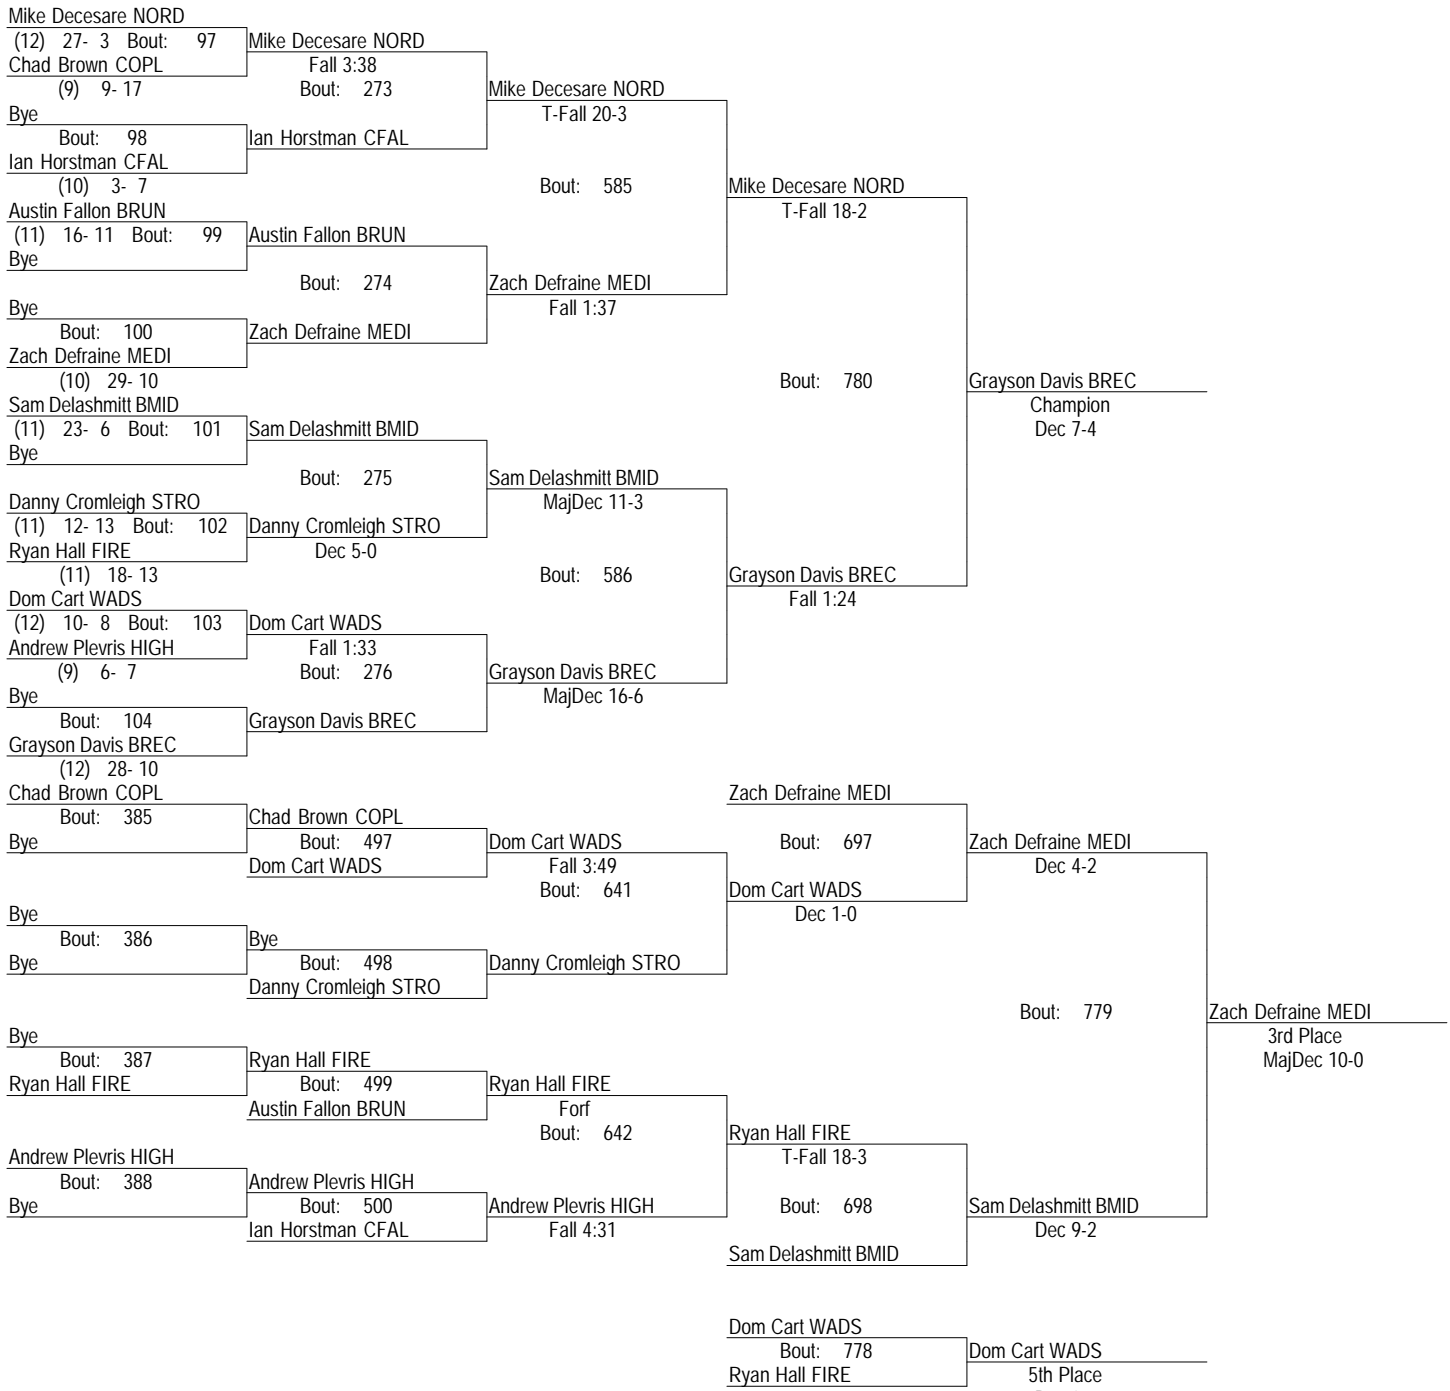 Mike Decesare NORD
(12) 27- 3 Bout: 97 Mike Decesare NORD
Chad Brown COPL Fall 3:38
(9) 9- 17 Bout: 273 Mike Decesare NORD
Bye T-Fall 20-3
Bout: 98 Ian Horstman CFAL
Ian Horstman CFAL
(10) 3- 7 Bout: 585 Mike Decesare NORD
Austin Fallon BRUN T-Fall 18-2
(11) 16- 11 Bout: 99 Austin Fallon BRUN
Bye
Bout: 274 Zach Defraine MEDI
Bye Fall 1:37
Bout: 100 Zach Defraine MEDI
Zach Defraine MEDI
(10) 29- 10 Bout: 780 Grayson Davis BREC
Sam Delashmitt BMID Champion
(11) 23- 6 Bout: 101 Sam Delashmitt BMID Dec 7-4
Bye
Bout: 275 Sam Delashmitt BMID
Danny Cromleigh STRO MajDec 11-3
(11) 12- 13 Bout: 102 Danny Cromleigh STRO
Ryan Hall FIRE Dec 5-0
(11) 18- 13 Bout: 586 Grayson Davis BREC
Dom Cart WADS Fall 1:24
(12) 10- 8 Bout: 103 Dom Cart WADS
Andrew Plevris HIGH Fall 1:33
(9) 6- 7 Bout: 276 Grayson Davis BREC
Bye MajDec 16-6
Bout: 104 Grayson Davis BREC
Grayson Davis BREC
(12) 28- 10
Chad Brown COPL Zach Defraine MEDI
Bout: 385 Chad Brown COPL
Bye Bout: 497 Dom Cart WADS Bout: 697 Zach Defraine MEDI
Dom Cart WADS Fall 3:49 Dec 4-2
Bout: 641 Dom Cart WADS
Bye Dec 1-0
Bout: 386 Bye
Bye Bout: 498 Danny Cromleigh STRO
Danny Cromleigh STRO
Bout: 779 Zach Defraine MEDI
Bye 3rd Place
Bout: 387 Ryan Hall FIRE MajDec 10-0
Ryan Hall FIRE Bout: 499 Ryan Hall FIRE
Austin Fallon BRUN Forf
Bout: 642 Ryan Hall FIRE
Andrew Plevris HIGH T-Fall 18-3
Bout: 388 Andrew Plevris HIGH
Bye Bout: 500 Andrew Plevris HIGH Bout: 698 Sam Delashmitt BMID
Ian Horstman CFAL Fall 4:31 Dec 9-2
Sam Delashmitt BMID
Dom Cart WADS
Bout: 778 Dom Cart WADS
Ryan Hall FIRE 5th Place